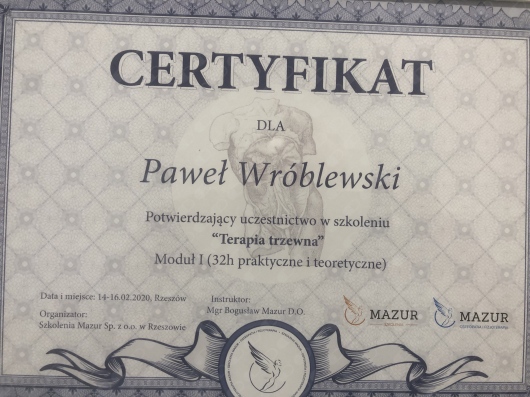 CERTYFIKAT
DLA
Paweł Wróblewski
Potwierdzający uczestnictwo w szkoleniu
“Terapia trzewna”
Moduł I (32h praktyczne i teoretyczne)
Data i miejsce: 14-16.02.2020, Rzeszów
Organizator:
Szkolenia Mazur Sp. z o.o. w Rzeszowie
Instruktor:
Mgr Bogusław Mazur D.O.
MAZUR
MAZUR